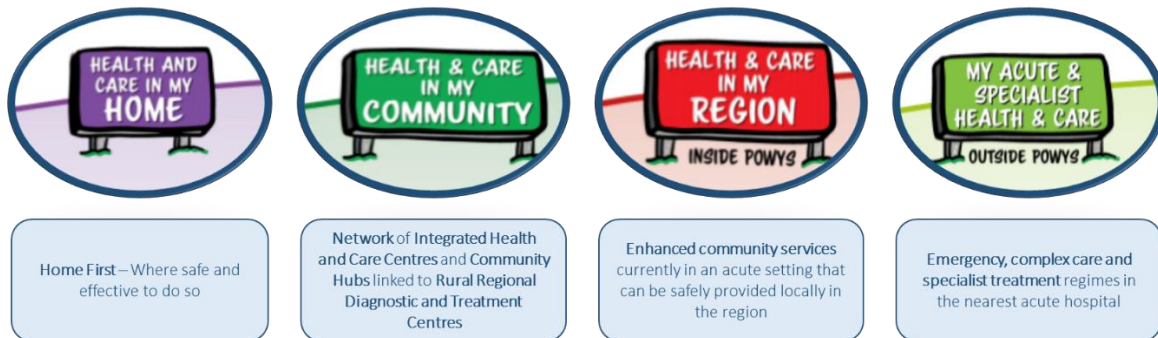 HEALTH AND
CARE IN MY
HOME
HEALTH & CARE
IN MY
COMMUNITY
HEALTH & CARE
IN MY
REGION
INSIDE POWYS
MY ACUTE &
SPECIALIST
HEALTH & CARE
OUTSIDE POWYS
Home First – Where safe and
effective to do so
Network of Integrated Health
and Care Centres and Community
Hubs linked to Rural Regional
Diagnostic and Treatment
Centres
Enhanced community services
currently in an acute setting that
can be safely provided locally in
the region
Emergency, complex care and
specialist treatment regimes in
the nearest acute hospital